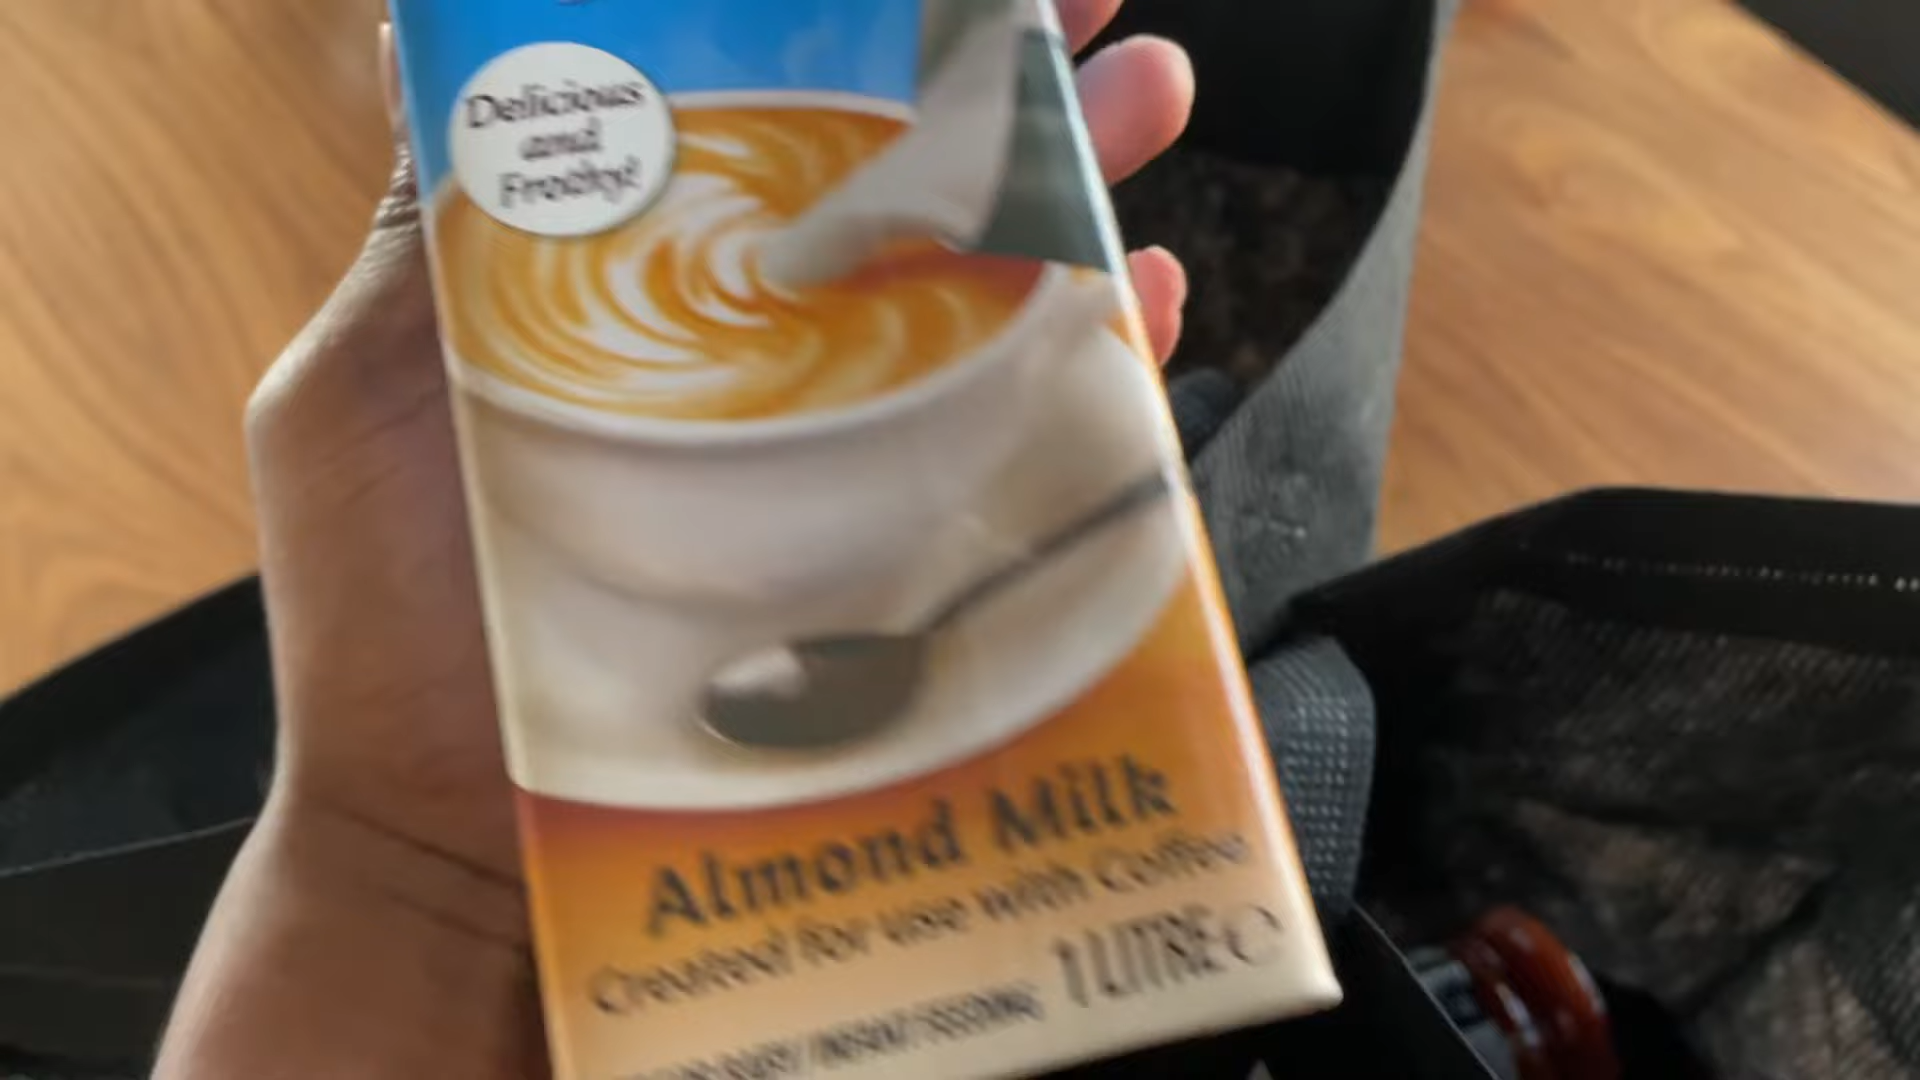 Delicious
and
Frothy!
Almond Milk
Created for use with Coffee
1 LITRE e